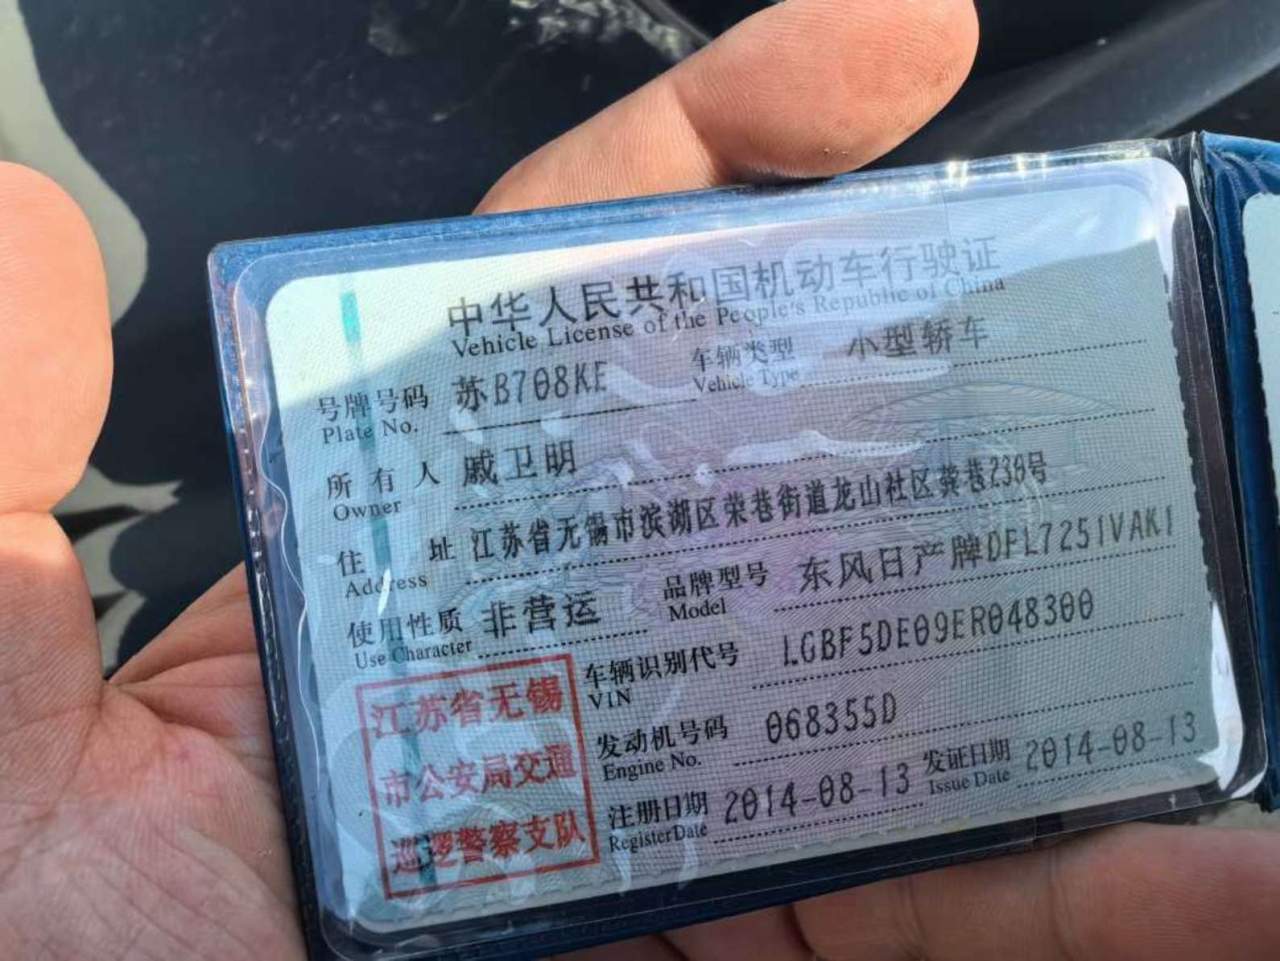 中华人民共和国机动车行驶证
Vehicle License of the People's Republic of China
号牌号码 苏B708KE 车辆类型 小型轿车
Plate No. Vehicle Type
所有人 戚卫明
Owner
住址 江苏省无锡市滨湖区荣巷街道龙山社区龚巷230号
Address
使用性质 非营运 品牌型号 东风日产牌DFL7251VAK1
Use Character Model
车辆识别代号 LGBF5DE09ER048300
VIN
发动机号码 068355D
Engine No.
注册日期 2014-08-13 发证日期 2014-08-13
Register Date Issue Date
江苏省无锡
市公安局交通
巡逻警察支队